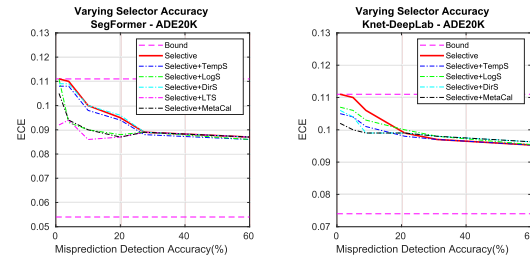 Varying Selector Accuracy
SegFormer - ADE20K
0.13
0.12
0.11
0.1
0.09
0.08
0.07
0.06
0.05
ECE
0
20
40
60
Misprediction Detection Accuracy(%)
Bound
Selective
Selective+TempS
Selective+LogS
Selective+DirS
Selective+LTS
Selective+MetaCal
Varying Selector Accuracy
Knet-DeepLab - ADE20K
0.13
0.12
0.11
0.1
0.09
0.08
0.07
ECE
0
20
40
60
Misprediction Detection Accuracy(%)
Bound
Selective
Selective+TempS
Selective+LogS
Selective+DirS
Selective+MetaCal